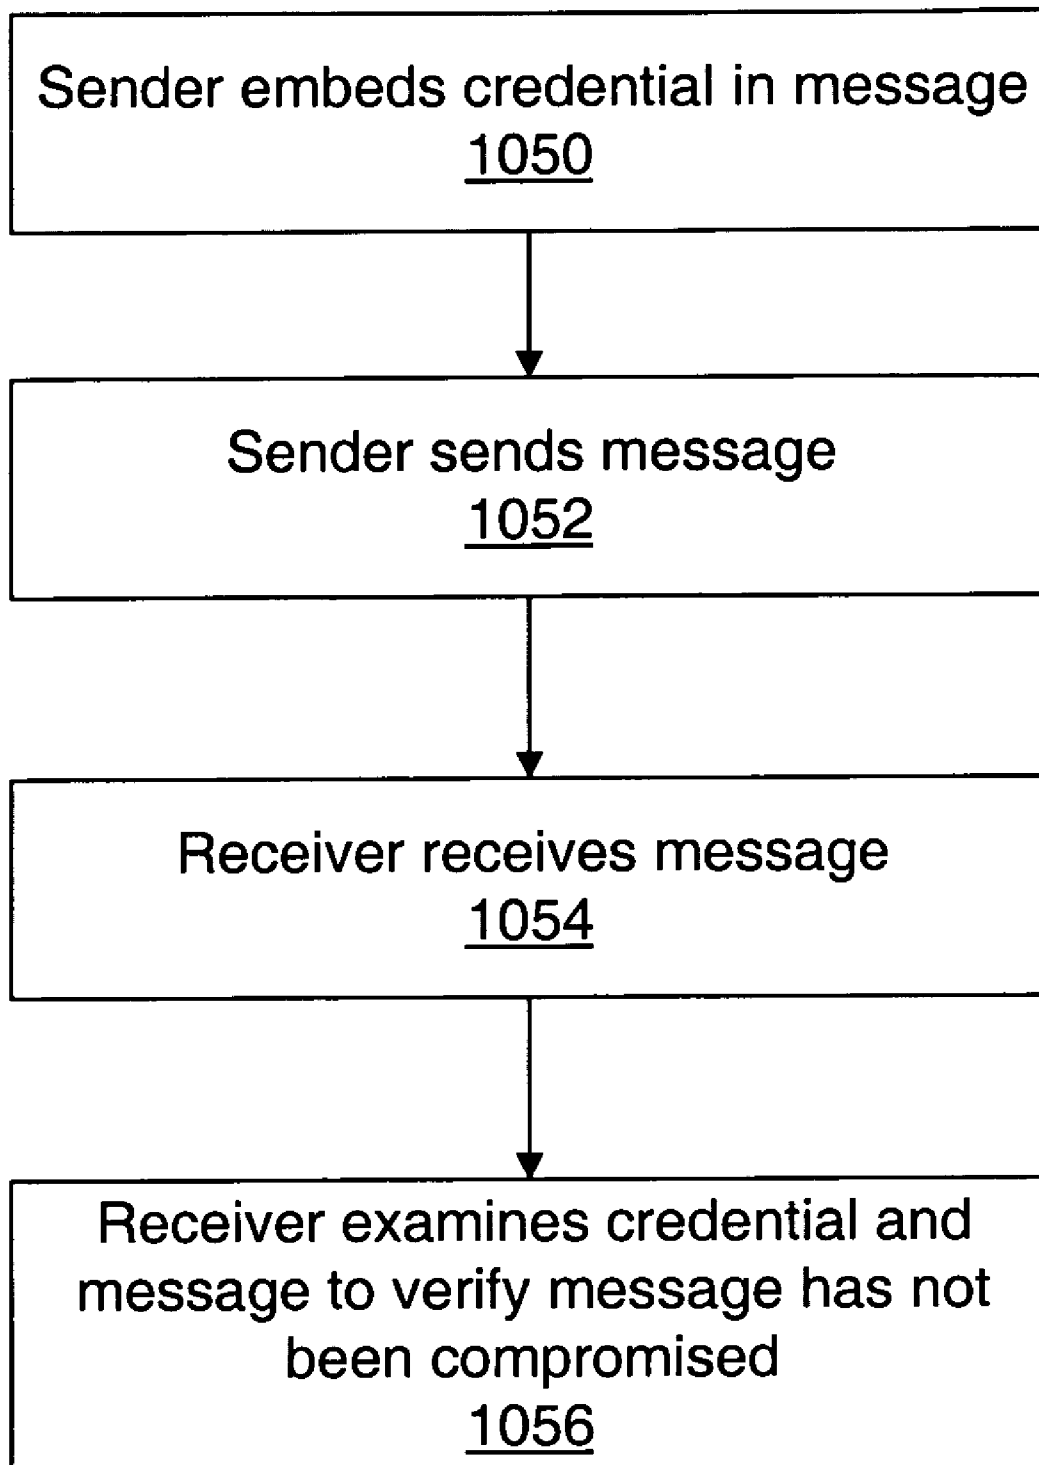 Sender embeds credential in message
1050
Sender sends message
1052
Receiver receives message
1054
Receiver examines credential and
message to verify message has not
been compromised
1056